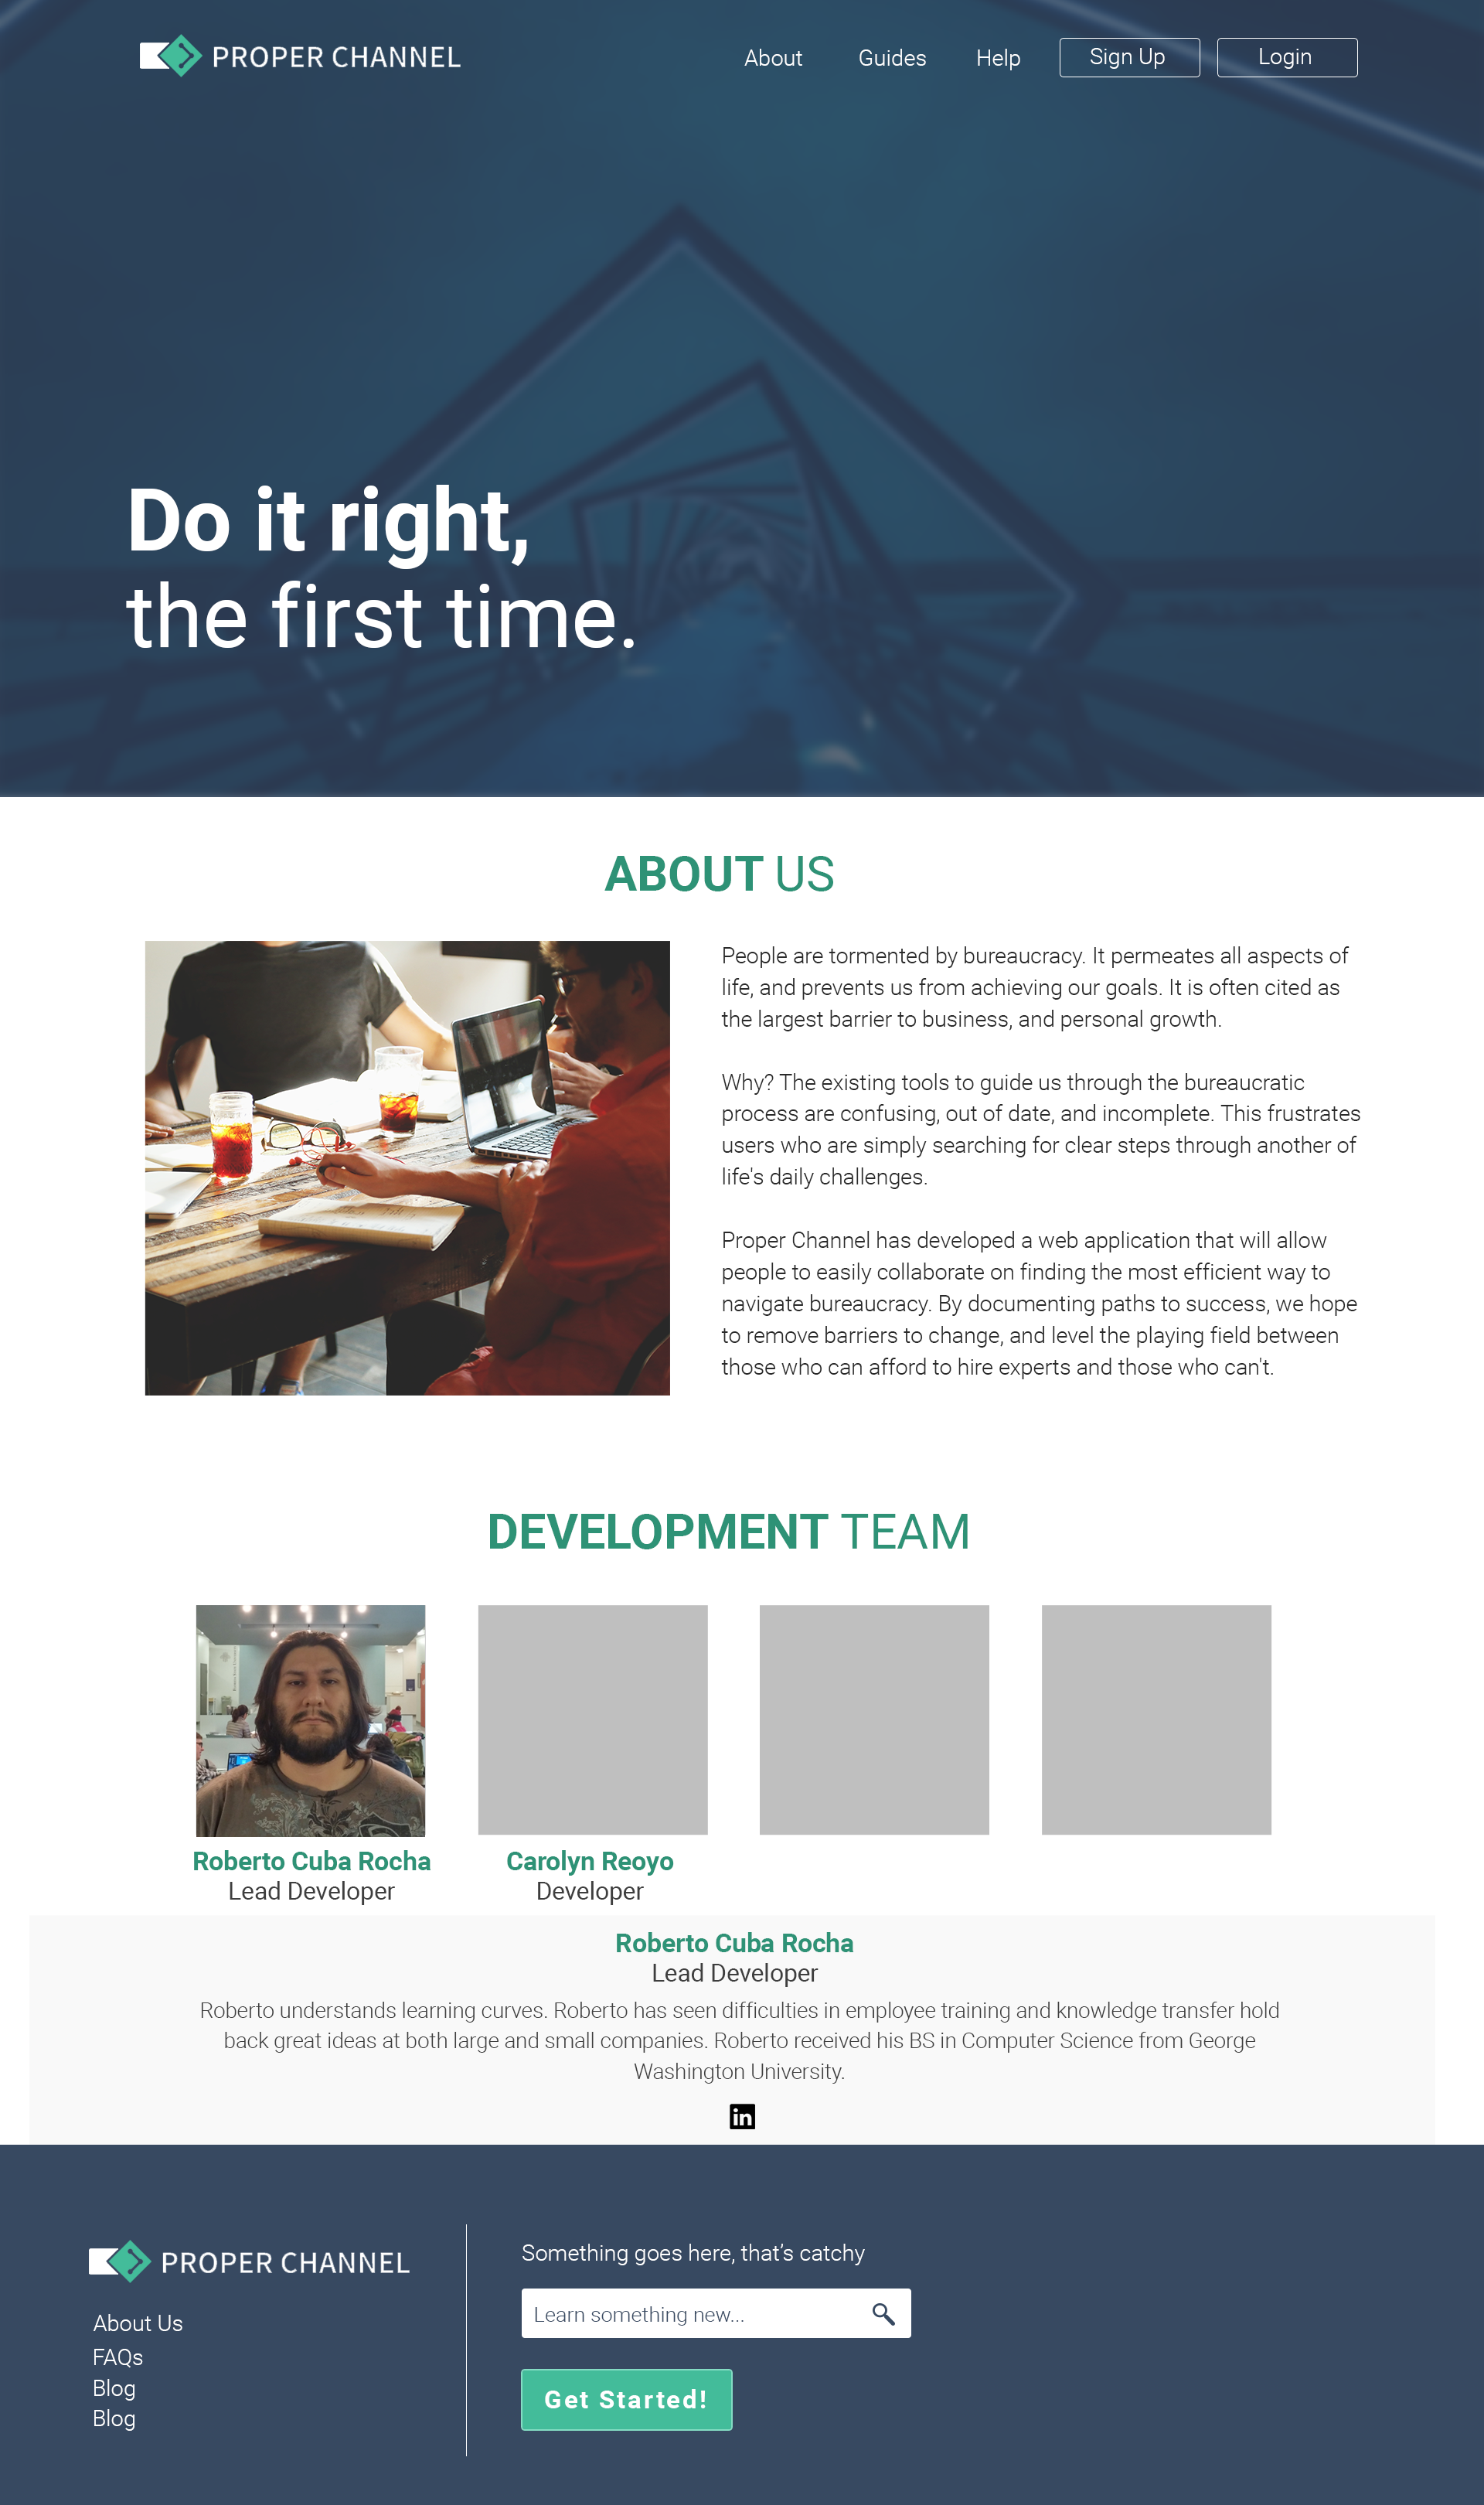 PROPER CHANNEL
About
Guides
Help
Sign Up
Login
Do it right,
the first time.
ABOUT US
People are tormented by bureaucracy. It permeates all aspects of
life, and prevents us from achieving our goals. It is often cited as
the largest barrier to business, and personal growth.
Why? The existing tools to guide us through the bureaucratic
process are confusing, out of date, and incomplete. This frustrates
users who are simply searching for clear steps through another of
life's daily challenges.
Proper Channel has developed a web application that will allow
people to easily collaborate on finding the most efficient way to
navigate bureaucracy. By documenting paths to success, we hope
to remove barriers to change, and level the playing field between
those who can afford to hire experts and those who can't.
DEVELOPMENT TEAM
Roberto Cuba Rocha
Lead Developer
Carolyn Reoyo
Developer
Roberto Cuba Rocha
Lead Developer
Roberto understands learning curves. Roberto has seen difficulties in employee training and knowledge transfer hold
back great ideas at both large and small companies. Roberto received his BS in Computer Science from George
Washington University.
in
PROPER CHANNEL
About Us
FAQs
Blog
Blog
Something goes here, that’s catchy
Learn something new...
Get Started!